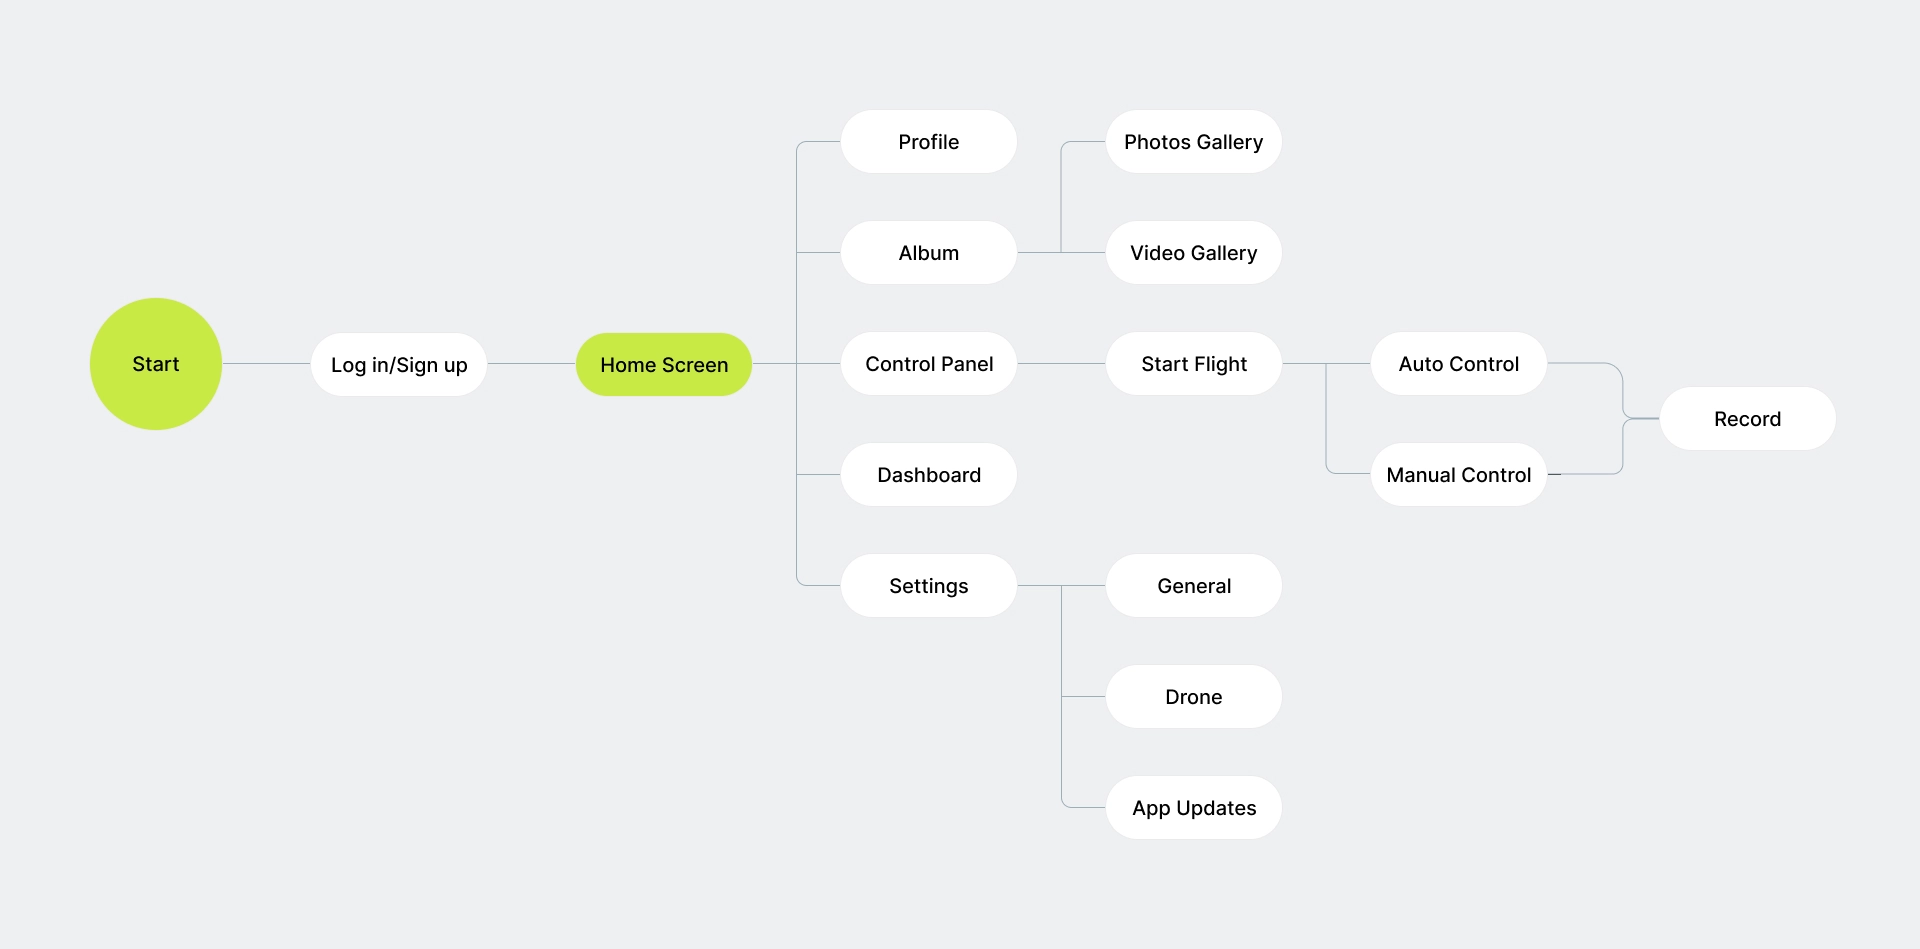 Start
Log in/Sign up
Home Screen
Profile
Album
Control Panel
Dashboard
Settings
Photos Gallery
Video Gallery
Start Flight
General
Drone
App Updates
Auto Control
Manual Control
Record